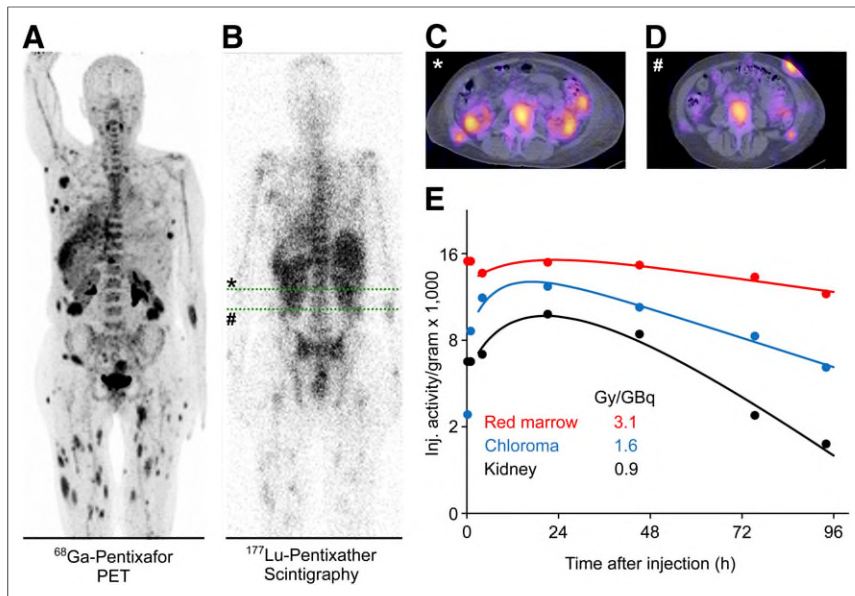 A
B
C
D
*
#
*
#
⁶⁸Ga-Pentixafor
PET
¹⁷⁷Lu-Pentixather
Scintigraphy
E
Inj. activity/gram x 1,000
16
8
2
0
Gy/GBq
Red marrow 3.1
Chloroma 1.6
Kidney 0.9
0 24 48 72 96
Time after injection (h)